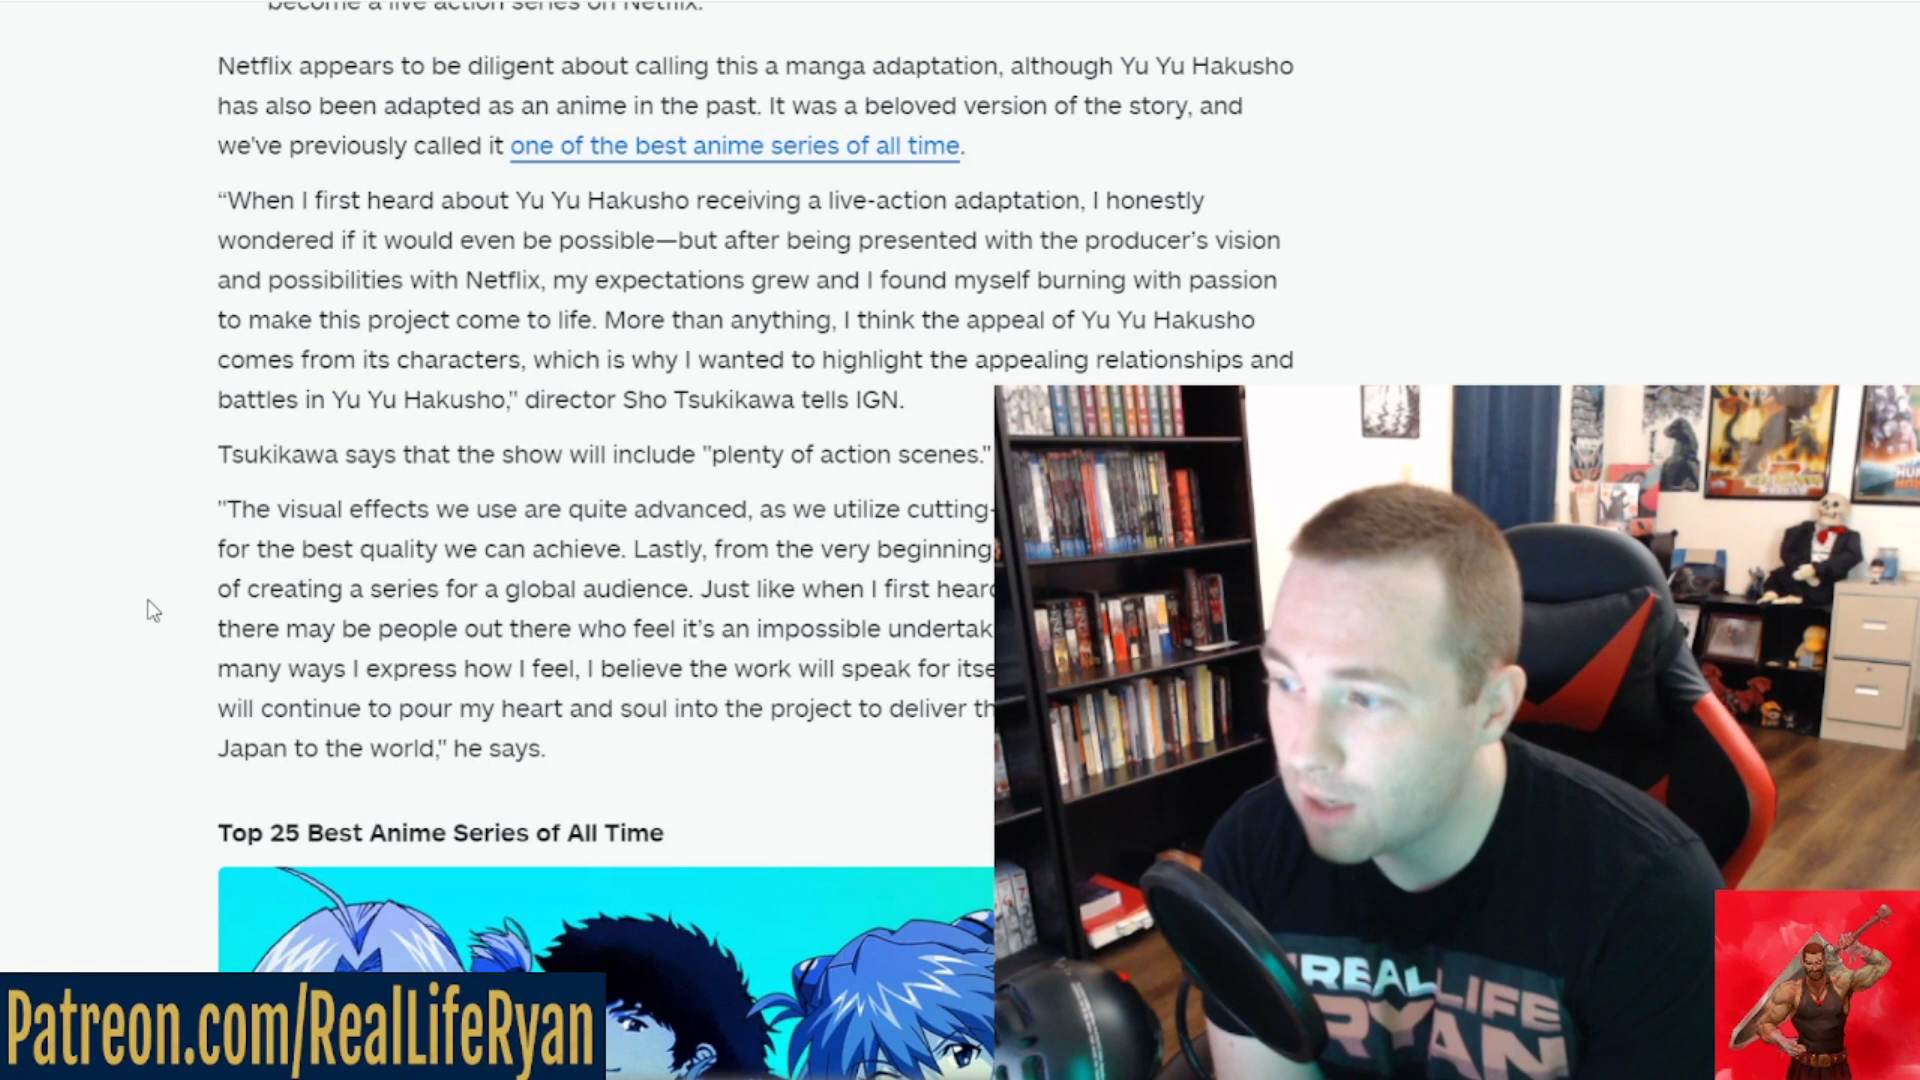 become a live action series on Netflix.
Netflix appears to be diligent about calling this a manga adaptation, although Yu Yu Hakusho
has also been adapted as an anime in the past. It was a beloved version of the story, and
we've previously called it one of the best anime series of all time.
“When I first heard about Yu Yu Hakusho receiving a live-action adaptation, I honestly
wondered if it would even be possible—but after being presented with the producer’s vision
and possibilities with Netflix, my expectations grew and I found myself burning with passion
to make this project come to life. More than anything, I think the appeal of Yu Yu Hakusho
comes from its characters, which is why I wanted to highlight the appealing relationships and
battles in Yu Yu Hakusho," director Sho Tsukikawa tells IGN.
Tsukikawa says that the show will include "plenty of action scenes."
"The visual effects we use are quite advanced, as we utilize cutting-
for the best quality we can achieve. Lastly, from the very beginning
of creating a series for a global audience. Just like when I first heard
there may be people out there who feel it’s an impossible undertak
many ways I express how I feel, I believe the work will speak for itse
will continue to pour my heart and soul into the project to deliver th
Japan to the world," he says.
Top 25 Best Anime Series of All Time
REAL LIFE
RYAN
Patreon.com/RealLifeRyan